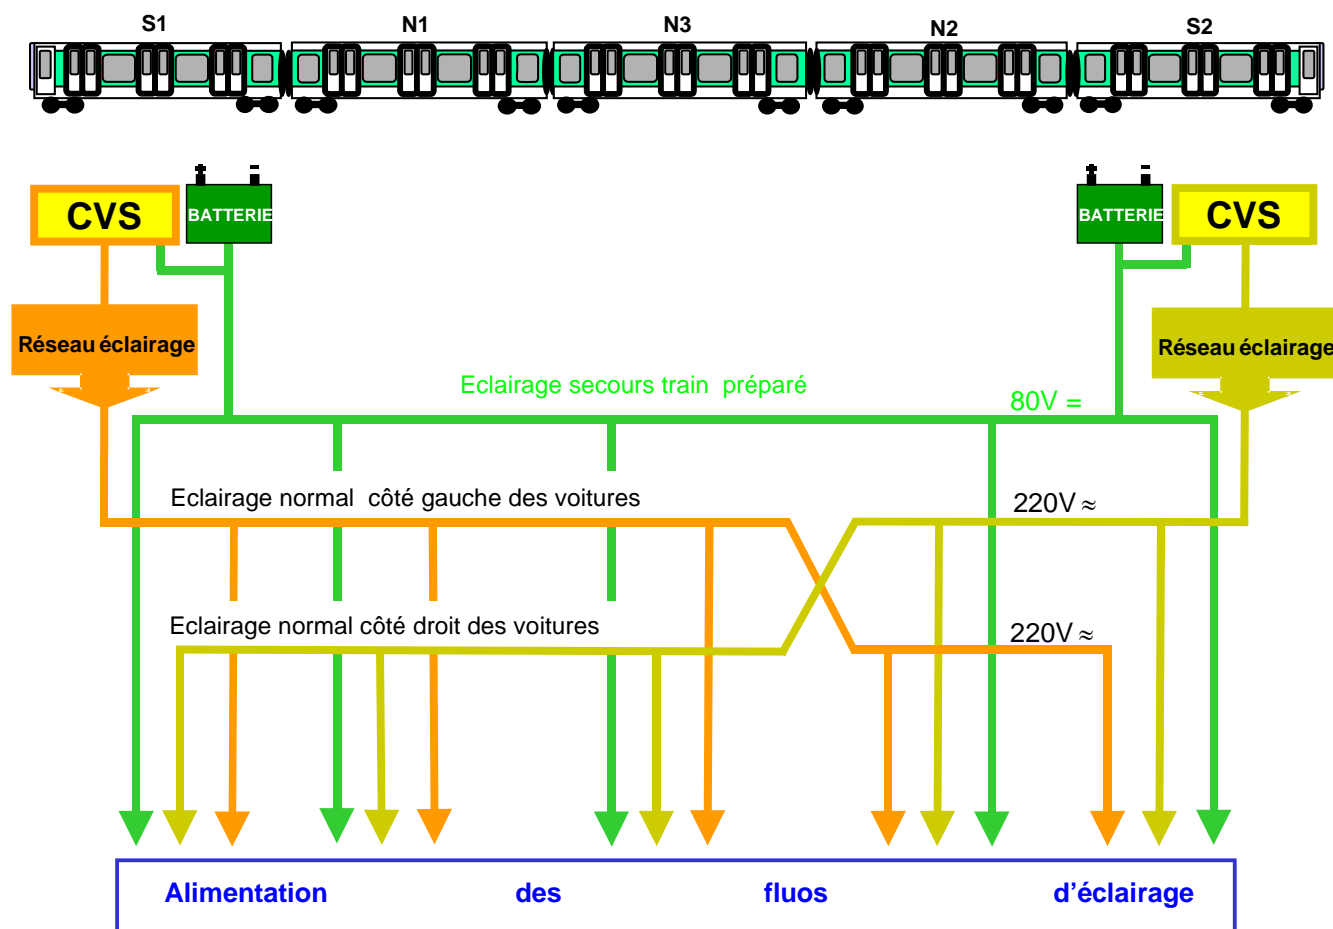 S1 N1 N3 N2 S2
+ - + -
CVS BATTERIE BATTERIE CVS
Réseau éclairage Réseau éclairage
Eclairage secours train préparé 80V =
Eclairage normal côté gauche des voitures 220V ≈
Eclairage normal côté droit des voitures 220V ≈
Alimentation des fluos d'éclairage